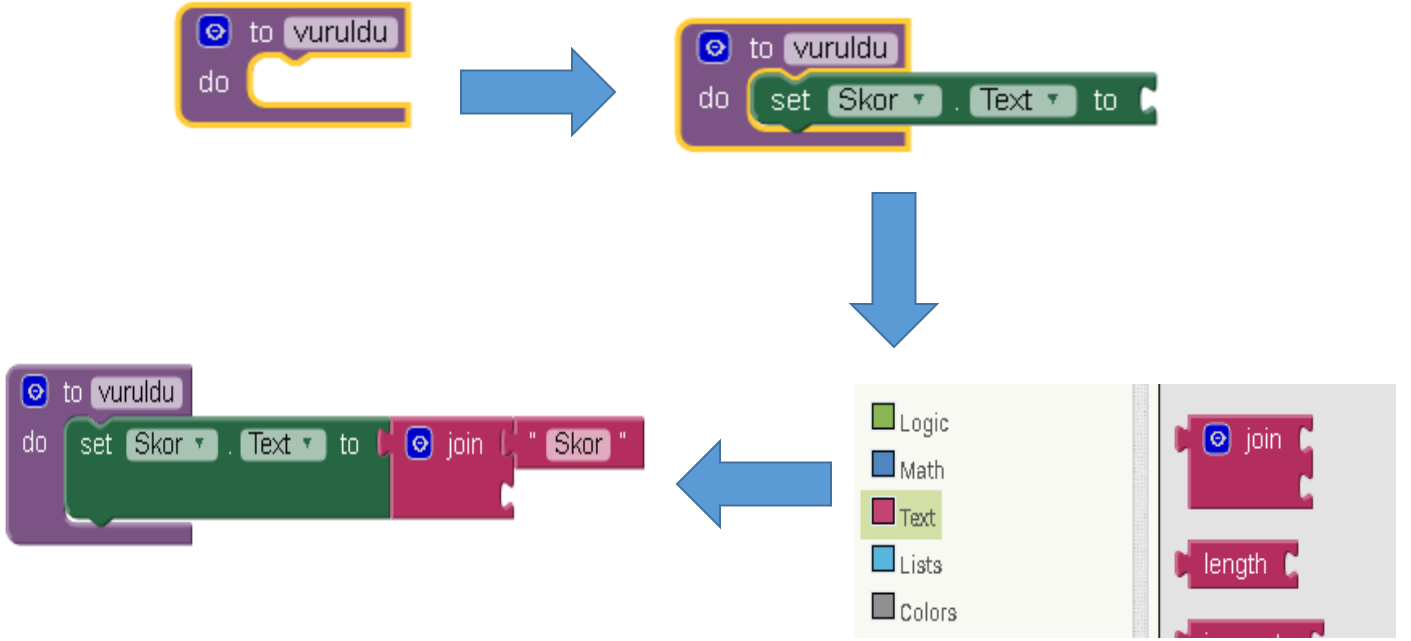 to vuruldu
do
to vuruldu
do set Skor . Text to
Logic
Math
Text
Lists
Colors
join
length
to vuruldu
do set Skor . Text to join " Skor "